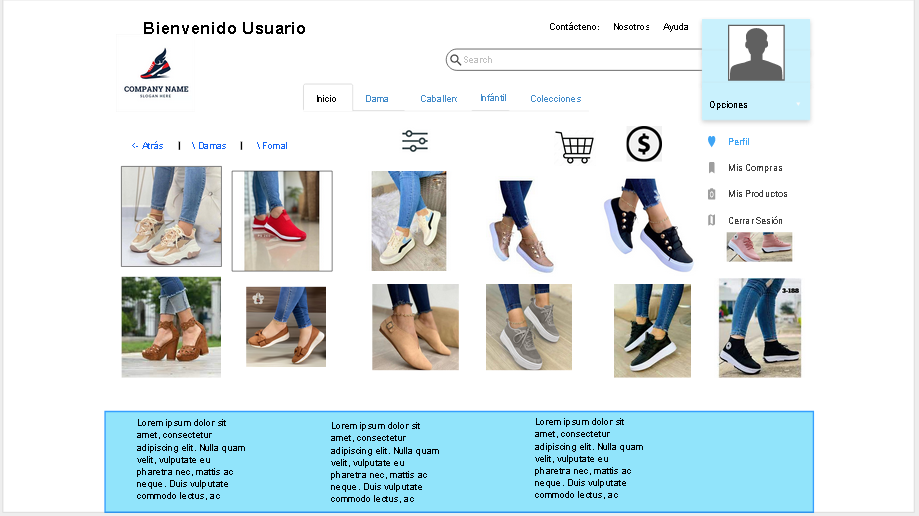 Bienvenido Usuario
Contácteno: Nosotros Ayuda
COMPANY NAME
SLOGAN HERE
Search
Opciones
Inicio Dama Caballerc Infántil Colecciones
<- Atrás | \ Damas | \ Fomal
Perfil
Mis Compras
Mis Productos
Cerrar Sesión
3-188
Lorem ipsum dolor sit
amet, consectetur
adipiscing elit. Nulla quam
velit, vulputate eu
pharetra nec, mattis ac
neque. Duis vulputate
commodo lectus, ac
Lorem ipsum dolor sit
amet, consectetur
adipiscing elit. Nulla quam
velit, vulputate eu
pharetra nec, mattis ac
neque. Duis vulputate
commodo lectus, ac
Lorem ipsum dolor sit
amet, consectetur
adipiscing elit. Nulla quam
velit, vulputate eu
pharetra nec, mattis ac
neque. Duis vulputate
commodo lectus, ac